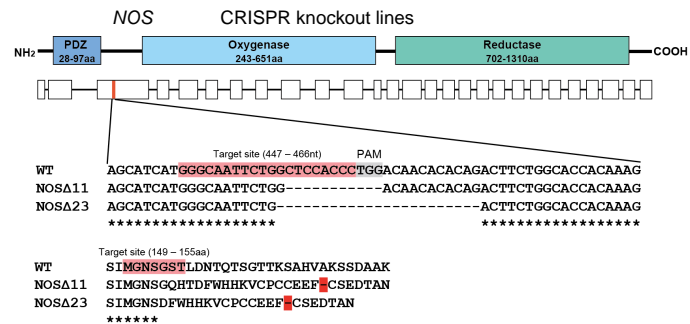 NOS CRISPR knockout lines
NH2 PDZ 28-97aa Oxygenase 243-651aa Reductase 702-1310aa COOH
Target site (447 – 466nt) PAM
WT AGCATCATGGGCAATTCTGGCTCCACCCTGGACAACACACAGACTTCTGGCACCACAAAG
NOSΔ11 AGCATCATGGGCAATTCTGG-----------ACAACACACAGACTTCTGGCACCACAAAG
NOSΔ23 AGCATCATGGGCAATTCTG-----------------------ACTTCTGGCACCACAAAG
******************* ******************
Target site (149 – 155aa)
WT SIMGNSGSTLDNTQTSGTTKSAHVAKSSDAAK
NOSΔ11 SIMGNSGQHTDFWHHKVCPCCEEF-CSEDTAN
NOSΔ23 SIMGNSDFWHHKVCPCCEEF-CSEDTAN
******